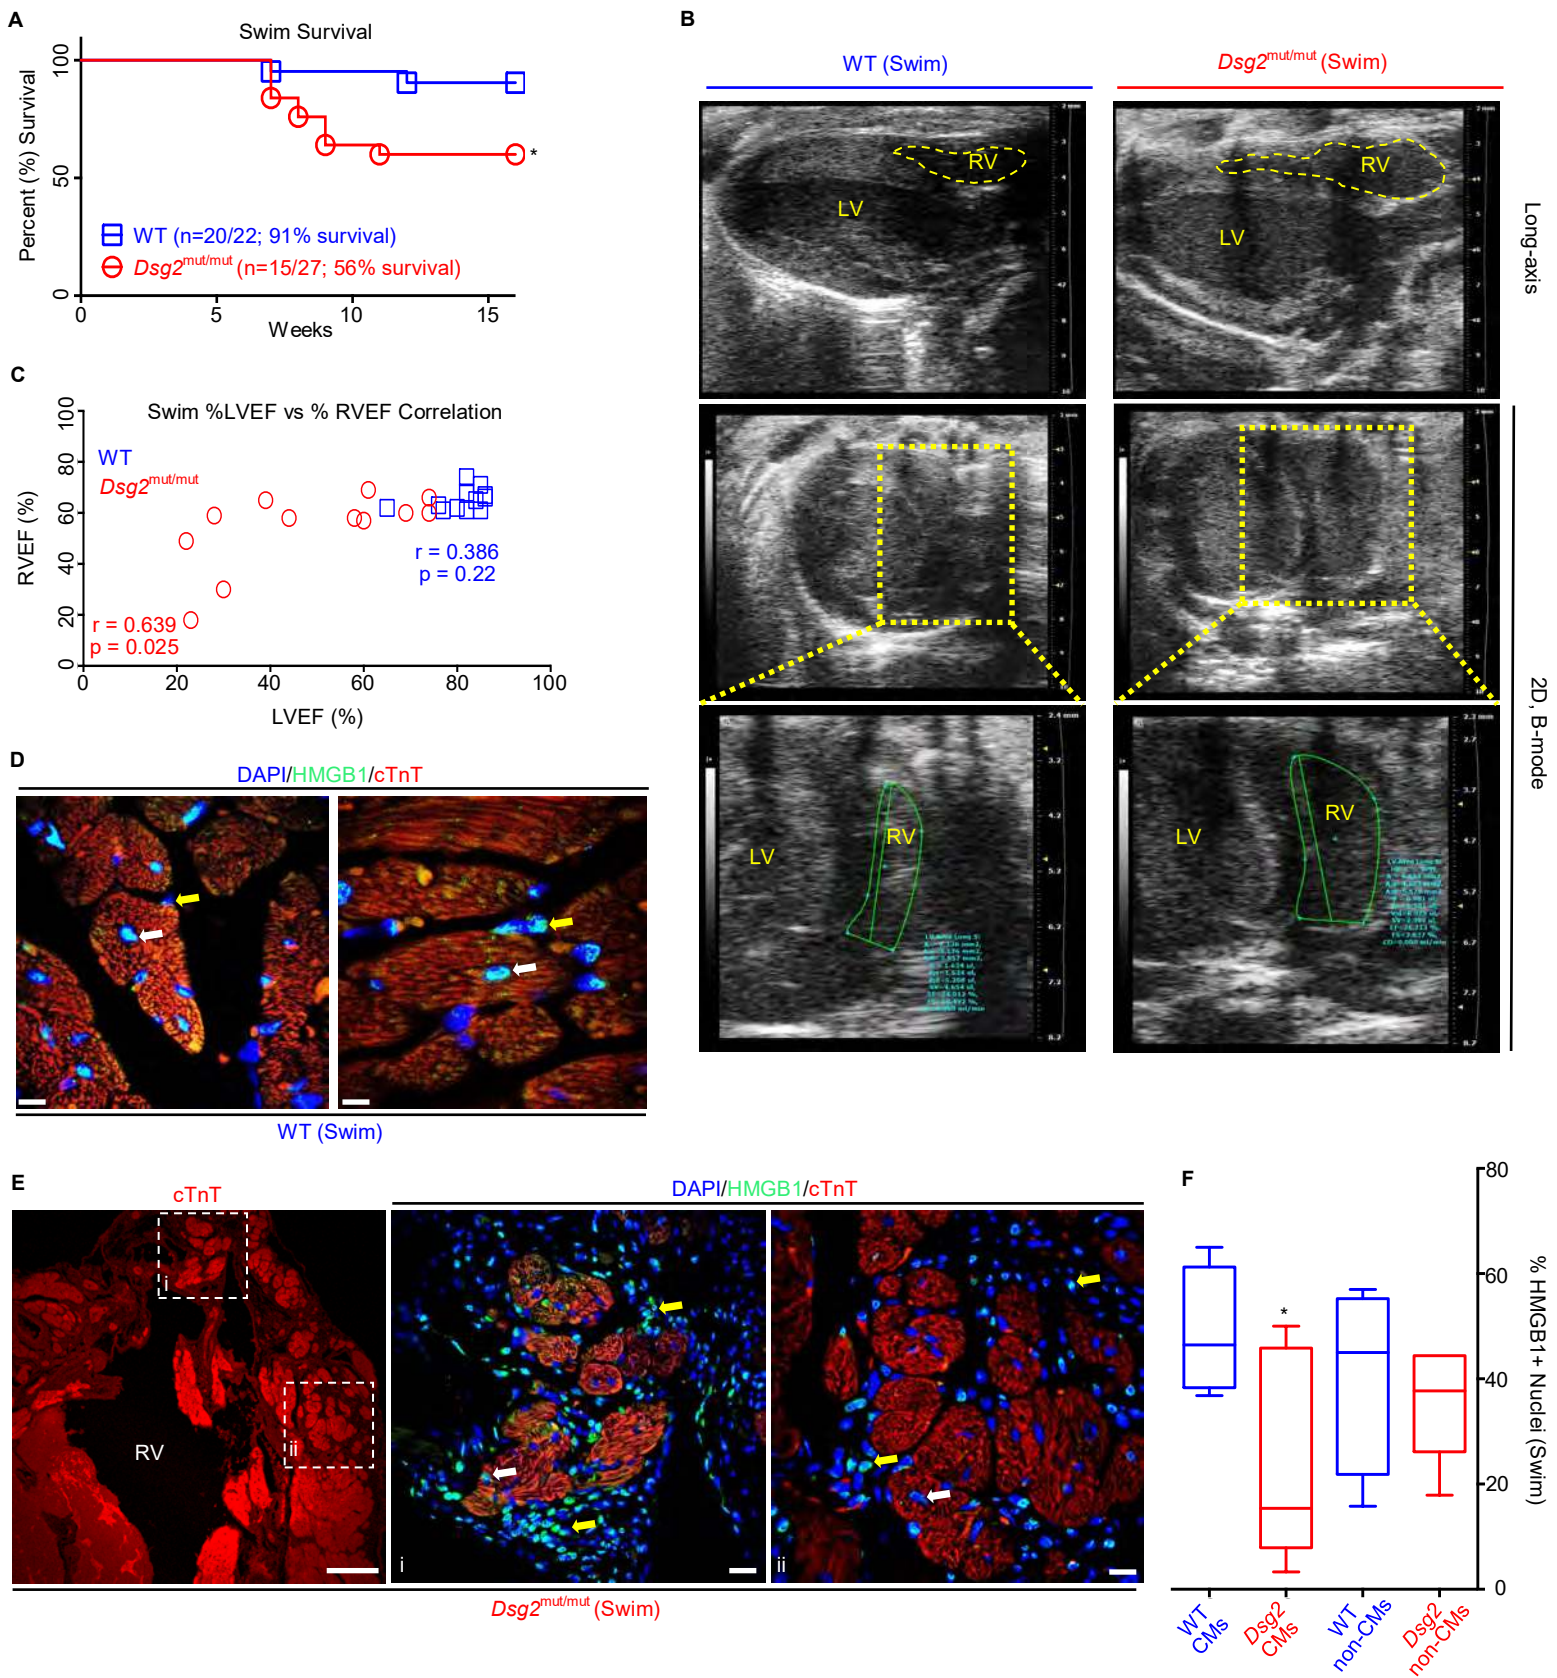 A
Swim Survival
Percent (%) Survival
100
50
0
WT (n=20/22; 91% survival)
Dsg2mut/mut (n=15/27; 56% survival)
*
0 5 10 15
Weeks
B
WT (Swim)
Dsg2mut/mut (Swim)
RV
LV
RV
LV
Long-axis
LV
RV
LV
RV
2D, B-mode
C
Swim %LVEF vs % RVEF Correlation
RVEF (%)
100
80
60
40
20
0
WT
Dsg2mut/mut
r = 0.386
p = 0.22
r = 0.639
p = 0.025
0 20 40 60 80 100
LVEF (%)
D
DAPI/HMGB1/cTnT
WT (Swim)
E
cTnT
DAPI/HMGB1/cTnT
i
ii
RV
i
ii
Dsg2mut/mut (Swim)
F
80
60
40
20
0
% HMGB1+ Nuclei (Swim)
*
WT CMs
Dsg2 CMs
WT non-CMs
Dsg2 non-CMs